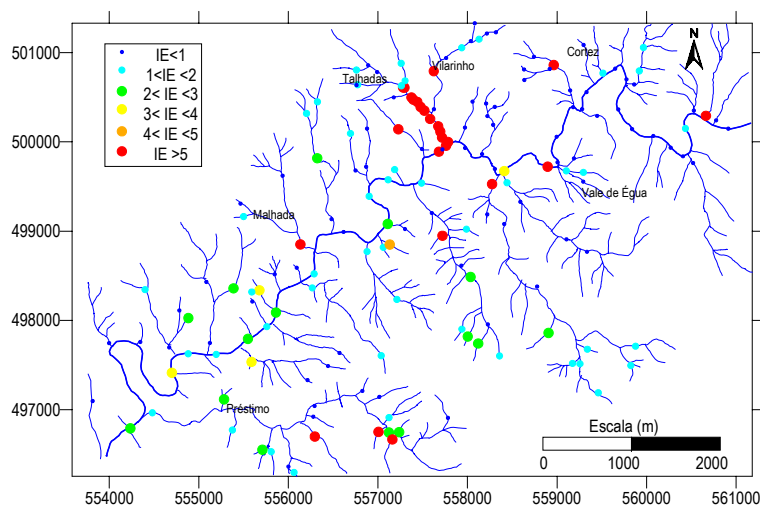 501000
500000
499000
498000
497000
IE<1
1<IE <2
2< IE <3
3< IE <4
4< IE <5
IE >5
Talhadas
Vilarinho
Cortez
N
Vale de Égua
Malhada
Préstimo
Escala (m)
0 1000 2000
554000 555000 556000 557000 558000 559000 560000 561000